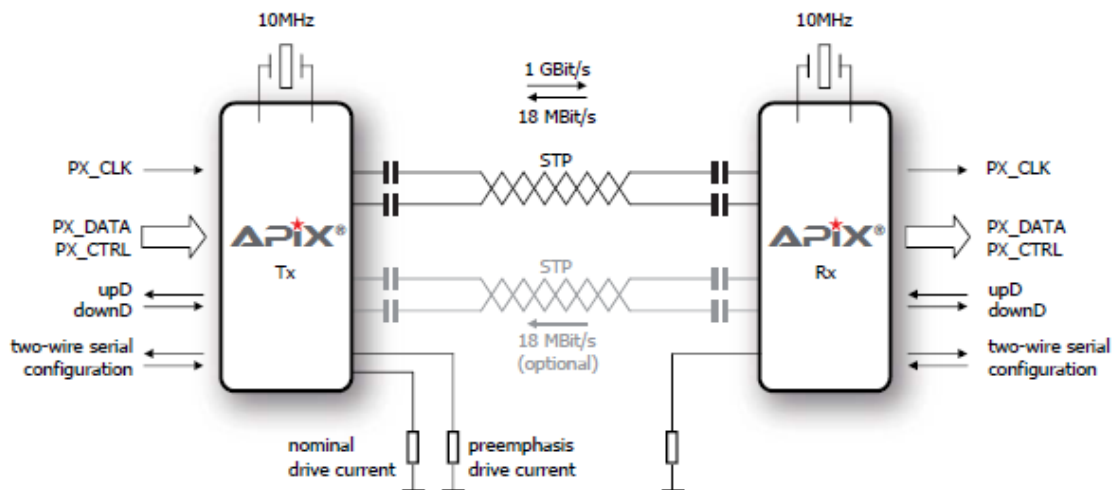 10MHz
10MHz
1 GBit/s
18 MBit/s
STP
PX_CLK
PX_CLK
PX_DATA
PX_CTRL
APIX®
Tx
APIX®
Rx
PX_DATA
PX_CTRL
STP
upD
downD
upD
downD
18 MBit/s
(optional)
two-wire serial
configuration
two-wire serial
configuration
nominal
drive current
preemphasis
drive current